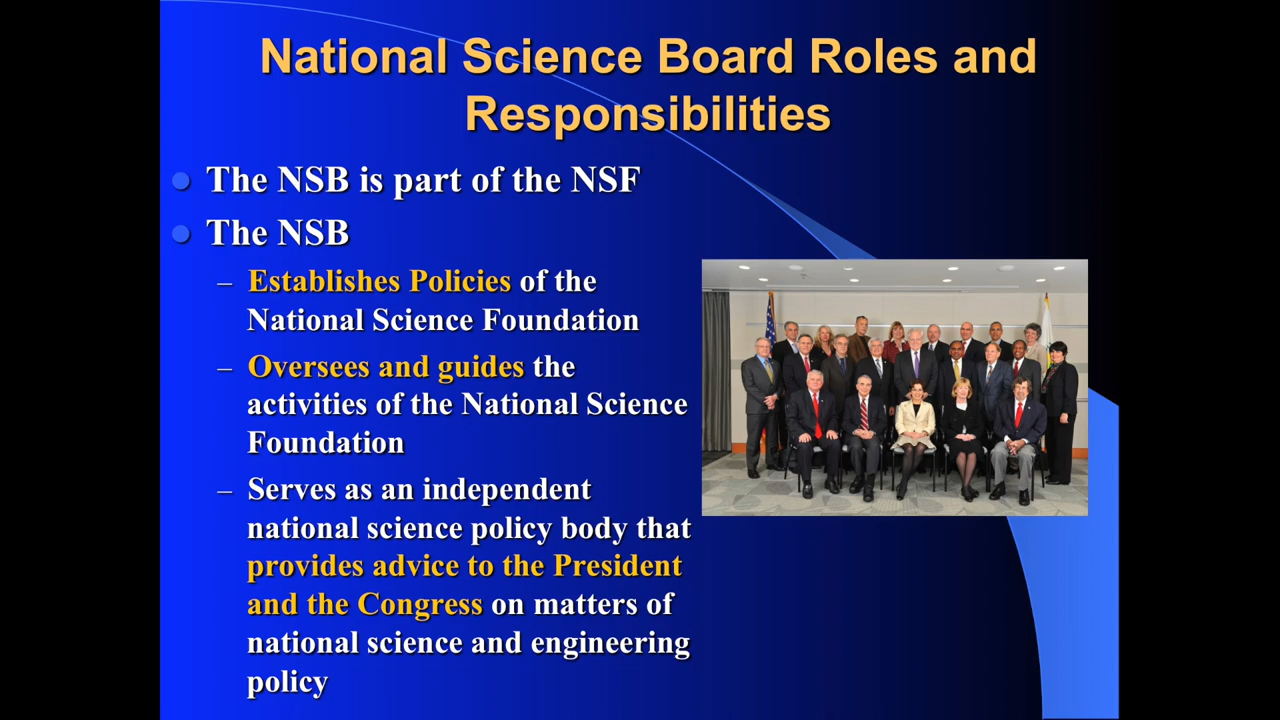 National Science Board Roles and
Responsibilities
The NSB is part of the NSF
The NSB
– Establishes Policies of the
National Science Foundation
– Oversees and guides the
activities of the National Science
Foundation
– Serves as an independent
national science policy body that
provides advice to the President
and the Congress on matters of
national science and engineering
policy